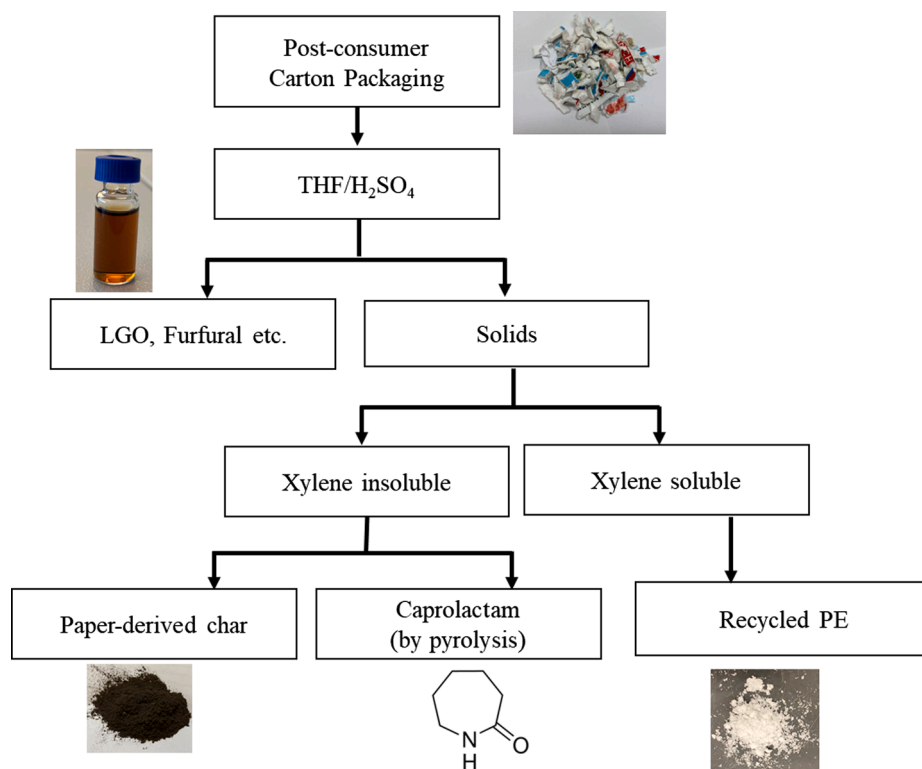 Post-consumer
Carton Packaging
THF/H₂SO₄
LGO, Furfural etc.
Solids
Xylene insoluble
Xylene soluble
Paper-derived char
Caprolactam
(by pyrolysis)
Recycled PE
N
H
O